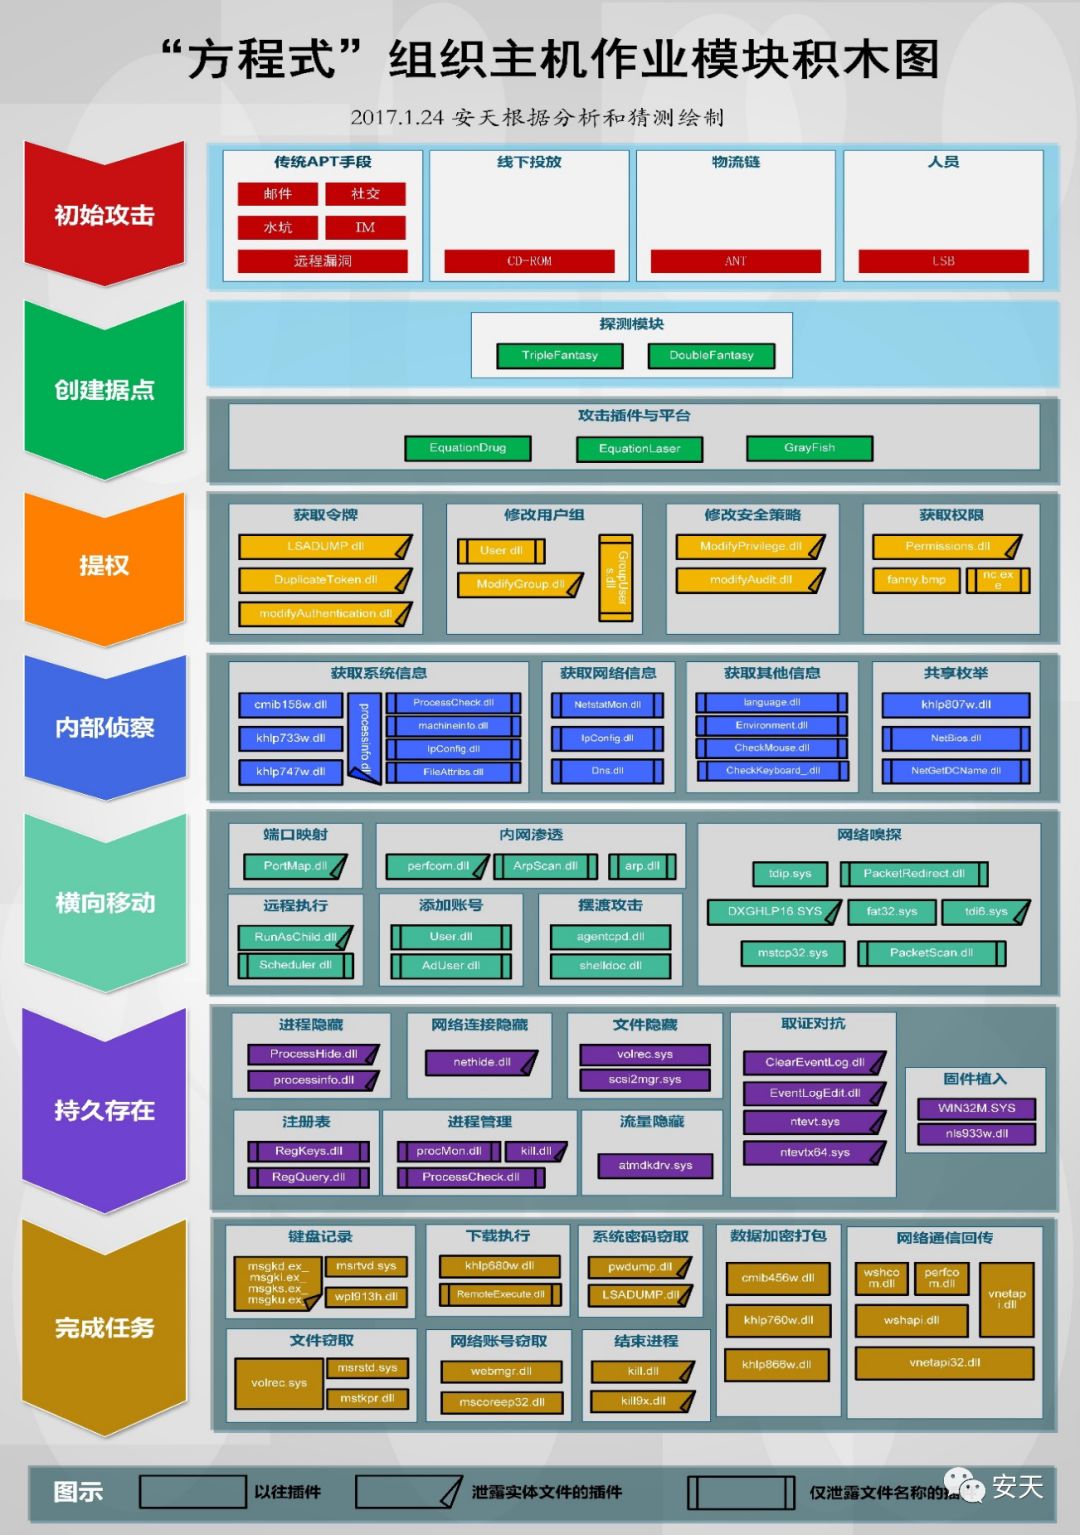 “方程式”组织主机作业模块积木图
2017.1.24 安天根据分析和猜测绘制
初始攻击
传统APT手段
邮件
社交
水坑
IM
远程漏洞
线下投放
CD-ROM
物流链
ANT
人员
USB
创建据点
探测模块
TripleFantasy
DoubleFantasy
攻击插件与平台
EquationDrug
EquationLaser
GrayFish
提权
获取令牌
LSADUMP.dll
DuplicateToken.dll
modifyAuthentication.dll
修改用户组
User dll
ModifyGroup dll
GroupUser
s.dll
修改安全策略
ModifyPrivilege.dll
modifyAudit.dll
获取权限
Permissions.dll
fanny.bmp
nc.ex
e
内部侦察
获取系统信息
cmib158w.dll
khlp733w.dll
khlp747w.dll
processinfo.dll
ProcessCheck.dll
machineinfo.dll
IpConfig.dll
FileAttribs.dll
获取网络信息
NetstatMon.dll
IpConfig.dll
Dns.dll
获取其他信息
language.dll
Environment.dll
CheckMouse.dll
CheckKeyboard_.dll
共享枚举
khlp807w.dll
NetBios.dll
NetGetDCName.dll
横向移动
端口映射
PortMap.dll
内网渗透
perfcom.dll
ArpScan.dll
arp.dll
网络嗅探
tdip.sys
PacketRedirect.dll
DXGHLP16 SYS
fat32.sys
tdi6.sys
mstcp32.sys
PacketScan.dll
远程执行
RunAsChild.dll
Scheduler.dll
添加账号
User.dll
AdUser dll
摆渡攻击
agentcpd.dll
shelldoc.dll
持久存在
进程隐藏
ProcessHide.dll
processinfo.dll
网络连接隐藏
nethide.dll
文件隐藏
volrec.sys
scsi2mgr.sys
取证对抗
ClearEventLog.dll
EventLogEdit.dll
ntevt.sys
ntevtx64.sys
固件植入
WIN32M.SYS
nls933w.dll
注册表
RegKeys.dll
RegQuery.dll
进程管理
procMon.dll
kill.dll
ProcessCheck.dll
流量隐藏
atmdkdrv.sys
完成任务
键盘记录
msgkd.ex_
msgki.ex_
msgks.ex_
msgku.ex_
msrtvd.sys
wpl913h.dll
下载执行
khlp680w.dll
RemoteExecute.dll
系统密码窃取
pwdump.dll
LSADUMP.dll
数据加密打包
cmib456w.dll
khlp760w.dll
khlp866w.dll
网络通信回传
wshco
m.dll
perfco
m.dll
vnetap
i.dll
wshapi.dll
vnetapi32.dll
文件窃取
volrec.sys
msrstd.sys
mstkpr.dll
网络账号窃取
webmgr.dll
mscoreep32.dll
结束进程
kill.dll
kill9x.dll
图示
以往插件
泄露实体文件的插件
仅泄露文件名称的插
安天